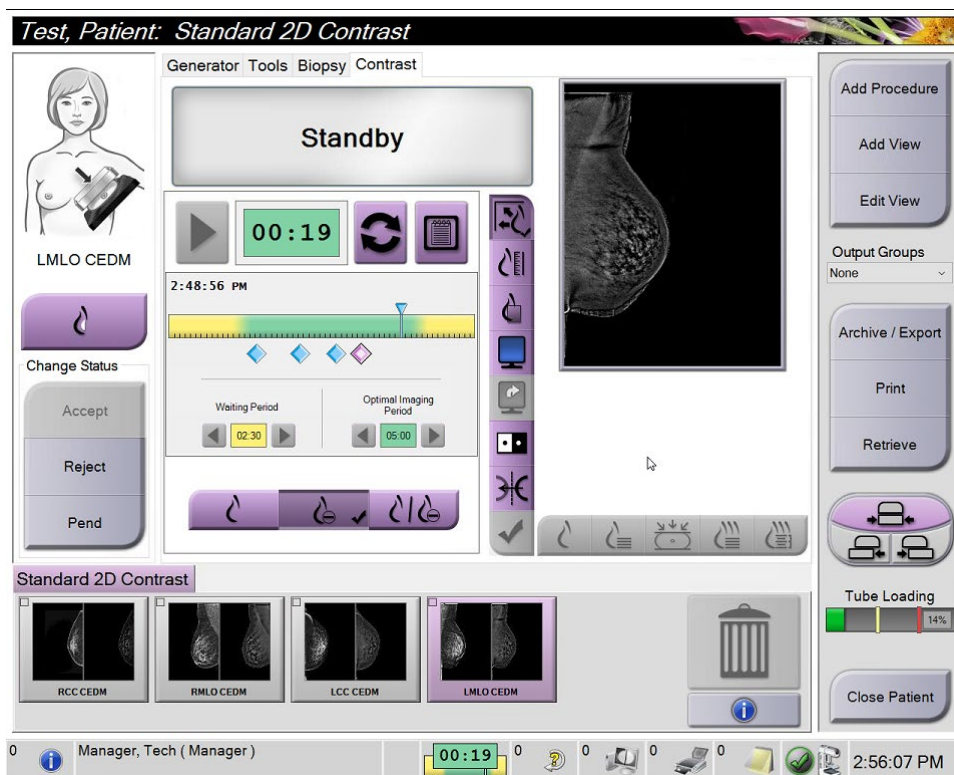 Test, Patient: Standard 2D Contrast
Generator Tools Biopsy Contrast
Standby
LMLO CEDM
00:19
2:48:56 PM
Waiting Period
Optimal Imaging
Period
02:30
05:00
Change Status
Accept
Reject
Pend
Add Procedure
Add View
Edit View
Output Groups
None
Archive / Export
Print
Retrieve
Tube Loading
14%
Close Patient
Standard 2D Contrast
RCC CEDM
RMLO CEDM
LCC CEDM
LMLO CEDM
0
Manager, Tech ( Manager )
00:19
0
0
0
0
2:56:07 PM